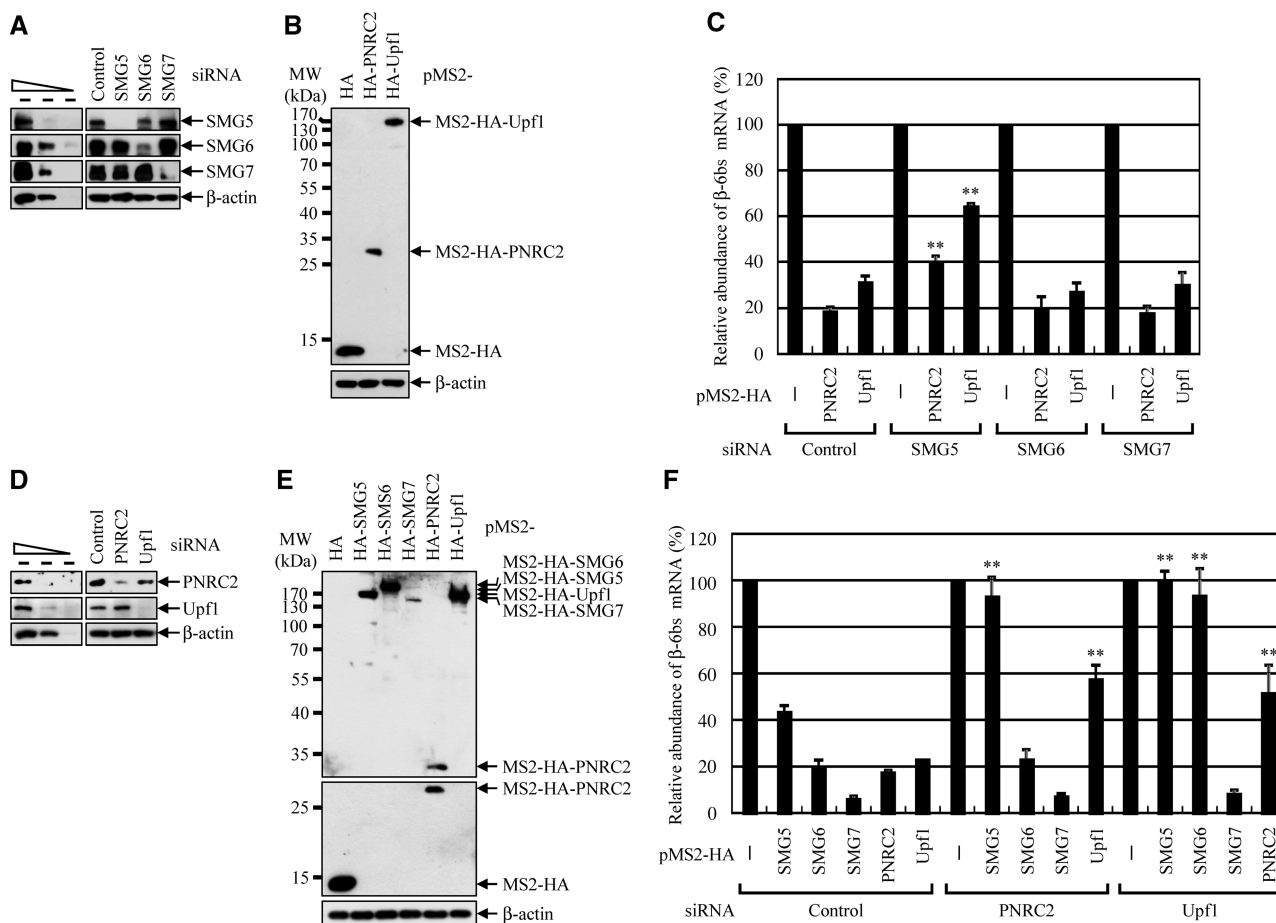 A
Control
SMG5
SMG6
SMG7
siRNA
SMG5
SMG6
SMG7
β-actin
B
MW
(kDa)
HA
HA-PNRC2
HA-Upf1
pMS2-
170
130
100
70
55
40
35
25
15
MS2-HA-Upf1
MS2-HA-PNRC2
MS2-HA
β-actin
C
Relative abundance of β-6bs mRNA (%)
120
100
80
60
40
20
0
**
**
pMS2-HA
–
PNRC2
Upf1
–
PNRC2
Upf1
–
PNRC2
Upf1
–
PNRC2
Upf1
siRNA
Control
SMG5
SMG6
SMG7
D
Control
PNRC2
Upf1
siRNA
PNRC2
Upf1
β-actin
E
MW
(kDa)
HA
HA-SMG5
HA-SMS6
HA-SMG7
HA-PNRC2
HA-Upf1
pMS2-
170
130
100
70
55
40
35
25
15
MS2-HA-SMG6
MS2-HA-SMG5
MS2-HA-Upf1
MS2-HA-SMG7
MS2-HA-PNRC2
MS2-HA-PNRC2
MS2-HA
β-actin
F
Relative abundance of β-6bs mRNA (%)
120
100
80
60
40
20
0
**
**
**
**
**
pMS2-HA
–
SMG5
SMG6
SMG7
PNRC2
Upf1
–
SMG5
SMG6
SMG7
Upf1
–
SMG5
SMG6
SMG7
PNRC2
siRNA
Control
PNRC2
Upf1